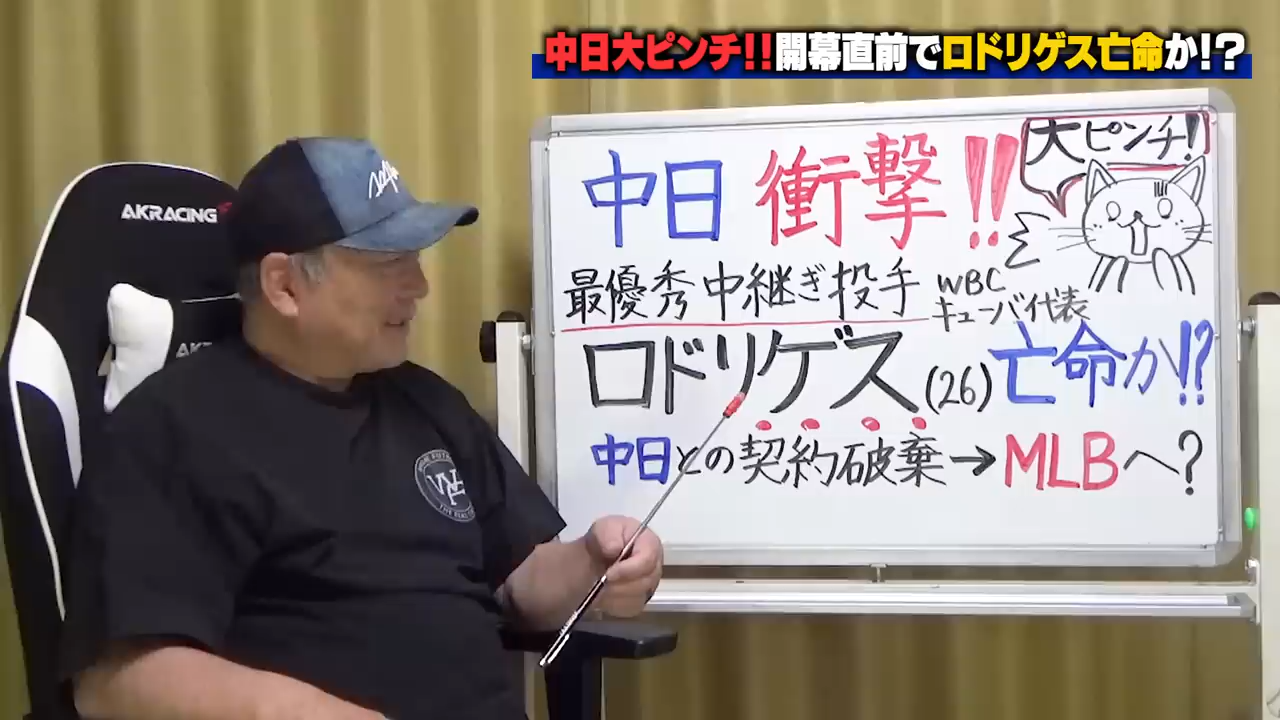 中日大ピンチ!!開幕直前でロドリゲス亡命か!?
大ピンチ!
中日 衝撃!!
最優秀中継ぎ投手
WBC
キューバ代表
ロドリゲス(26)亡命か!?
中日との契約破棄→MLBへ?
AKRACING